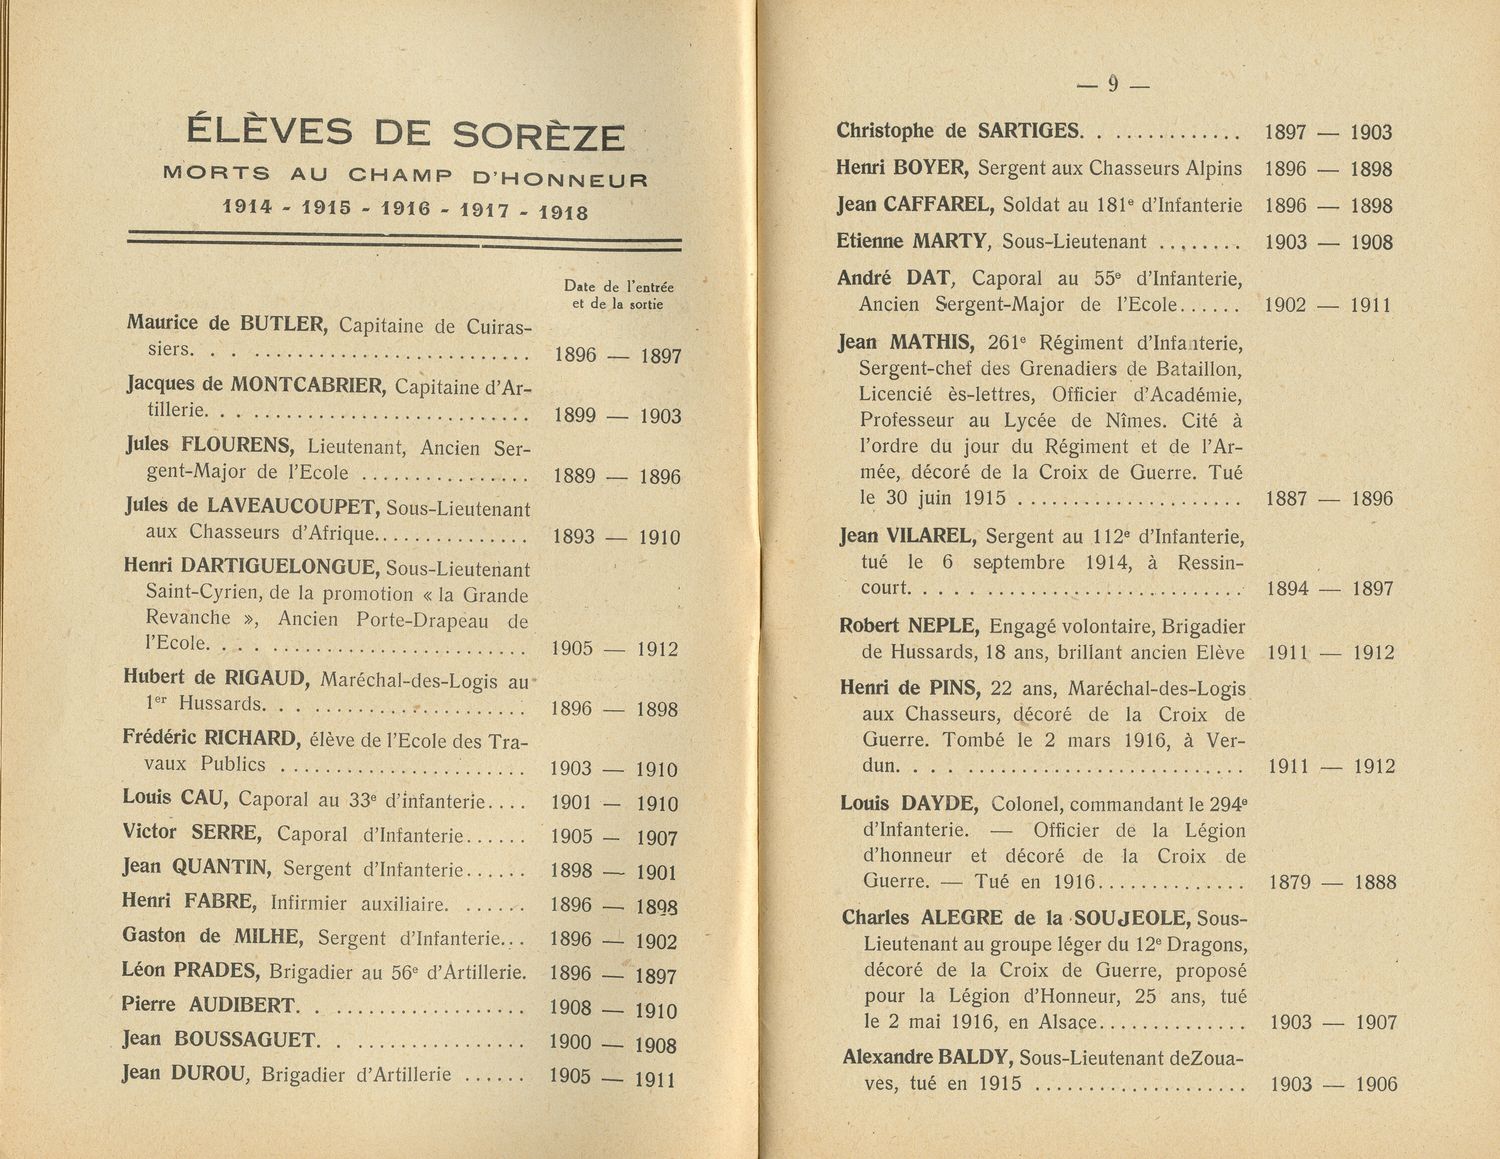 ÉLÈVES DE SORÈZE
MORTS AU CHAMP D'HONNEUR
1914 - 1915 - 1916 - 1917 - 1918
Date de l'entrée
et de la sortie
Maurice de BUTLER, Capitaine de Cuiras-
siers. . . ........................... 1896 — 1897
Jacques de MONTCABRIER, Capitaine d'Ar-
tillerie. . . .......................... 1899 — 1903
Jules FLOURENS, Lieutenant, Ancien Ser-
gent-Major de l'Ecole ................ 1889 — 1896
Jules de LAVEAUCOUPET, Sous-Lieutenant
aux Chasseurs d'Afrique............... 1893 — 1910
Henri DARTIGUELONGUE, Sous-Lieutenant
Saint-Cyrien, de la promotion « la Grande
Revanche », Ancien Porte-Drapeau de
l'Ecole. . . .......................... 1905 — 1912
Hubert de RIGAUD, Maréchal-des-Logis au
1er Hussards. . . .................... 1896 — 1898
Frédéric RICHARD, élève de l'Ecole des Tra-
vaux Publics ....................... 1903 — 1910
Louis CAU, Caporal au 33e d'infanterie.... 1901 — 1910
Victor SERRE, Caporal d'Infanterie...... 1905 — 1907
Jean QUANTIN, Sergent d'Infanterie...... 1898 — 1901
Henri FABRE, Infirmier auxiliaire. ...... 1896 — 1898
Gaston de MILHE, Sergent d'Infanterie... 1896 — 1902
Léon PRADES, Brigadier au 56e d'Artillerie. 1896 — 1897
Pierre AUDIBERT. . .................. 1908 — 1910
Jean BOUSSAGUET. . ................ 1900 — 1908
Jean DUROU, Brigadier d'Artillerie ...... 1905 — 1911
— 9 —
Christophe de SARTIGES. . ............ 1897 — 1903
Henri BOYER, Sergent aux Chasseurs Alpins 1896 — 1898
Jean CAFFAREL, Soldat au 181e d'Infanterie 1896 — 1898
Etienne MARTY, Sous-Lieutenant ........ 1903 — 1908
André DAT, Caporal au 55e d'Infanterie,
Ancien Sergent-Major de l'Ecole...... 1902 — 1911
Jean MATHIS, 261e Régiment d'Infanterie,
Sergent-chef des Grenadiers de Bataillon,
Licencié ès-lettres, Officier d'Académie,
Professeur au Lycée de Nîmes. Cité à
l'ordre du jour du Régiment et de l'Ar-
mée, décoré de la Croix de Guerre. Tué
le 30 juin 1915 ..................... 1887 — 1896
Jean VILAREL, Sergent au 112e d'Infanterie,
tué le 6 septembre 1914, à Ressin-
court. . . . ......................... 1894 — 1897
Robert NEPLE, Engagé volontaire, Brigadier
de Hussards, 18 ans, brillant ancien Elève 1911 — 1912
Henri de PINS, 22 ans, Maréchal-des-Logis
aux Chasseurs, décoré de la Croix de
Guerre. Tombé le 2 mars 1916, à Ver-
dun. . . . .......................... 1911 — 1912
Louis DAYDE, Colonel, commandant le 294e
d'Infanterie. — Officier de la Légion
d'honneur et décoré de la Croix de
Guerre. — Tué en 1916.............. 1879 — 1888
Charles ALEGRE de la SOUJEOLE, Sous-
Lieutenant au groupe léger du 12e Dragons,
décoré de la Croix de Guerre, proposé
pour la Légion d'Honneur, 25 ans, tué
le 2 mai 1916, en Alsace.............. 1903 — 1907
Alexandre BALDY, Sous-Lieutenant deZoua-
ves, tué en 1915 .................... 1903 — 1906